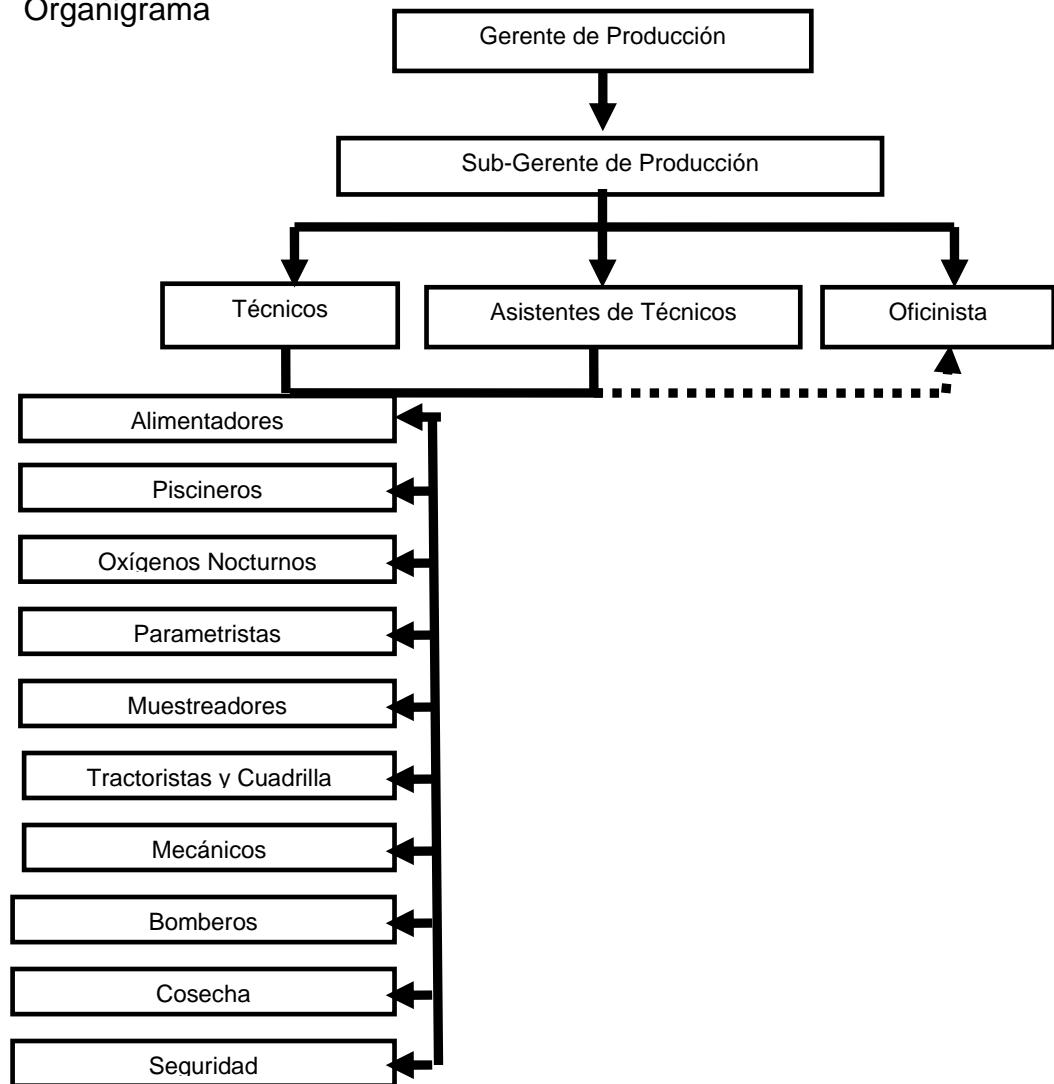 Organigrama
Gerente de Producción
Sub-Gerente de Producción
Técnicos
Asistentes de Técnicos
Oficinista
Alimentadores
Piscineros
Oxígenos Nocturnos
Parametristas
Muestreadores
Tractoristas y Cuadrilla
Mecánicos
Bomberos
Cosecha
Seguridad